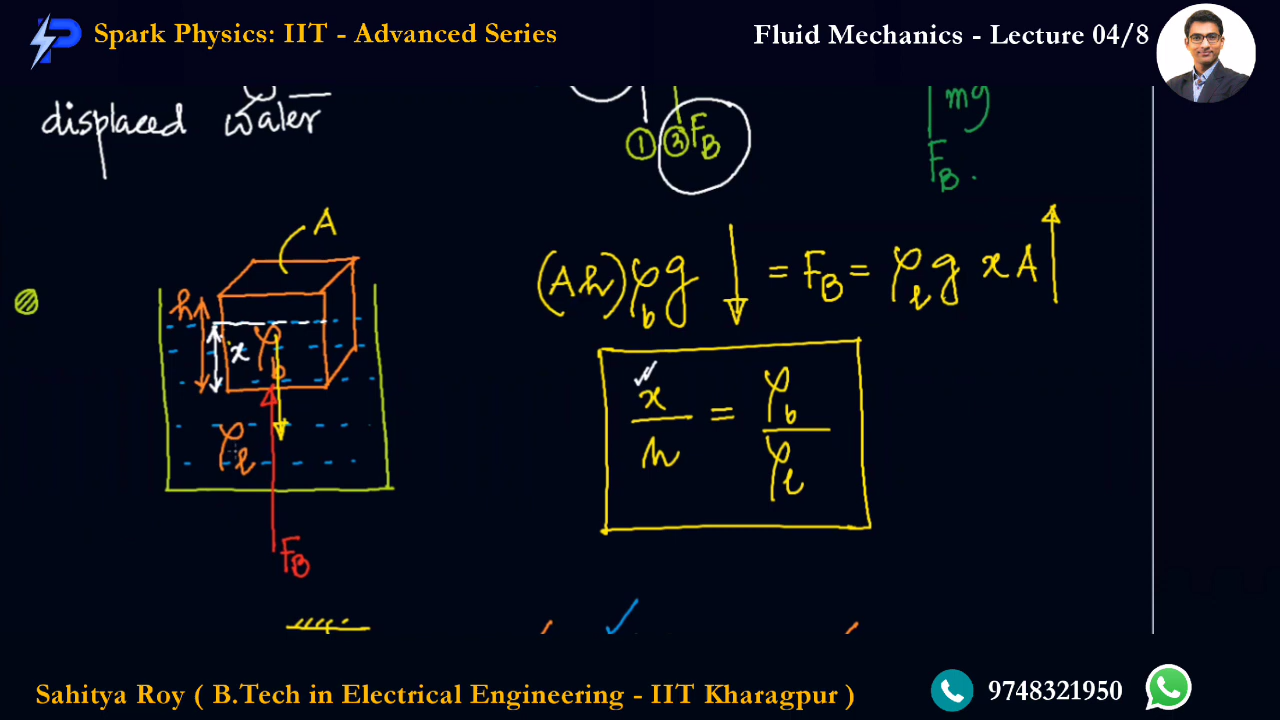 Spark Physics: IIT - Advanced Series
Fluid Mechanics - Lecture 04/8
displaced water
① ③ F_B
mg
F_B .
A
h
x
ρ_b
ρ_l
F_B
(Ah)ρ_b g ↓ = F_B = ρ_l g x A ↑
x/h = ρ_b/ρ_l
Sahitya Roy ( B.Tech in Electrical Engineering - IIT Kharagpur )
9748321950